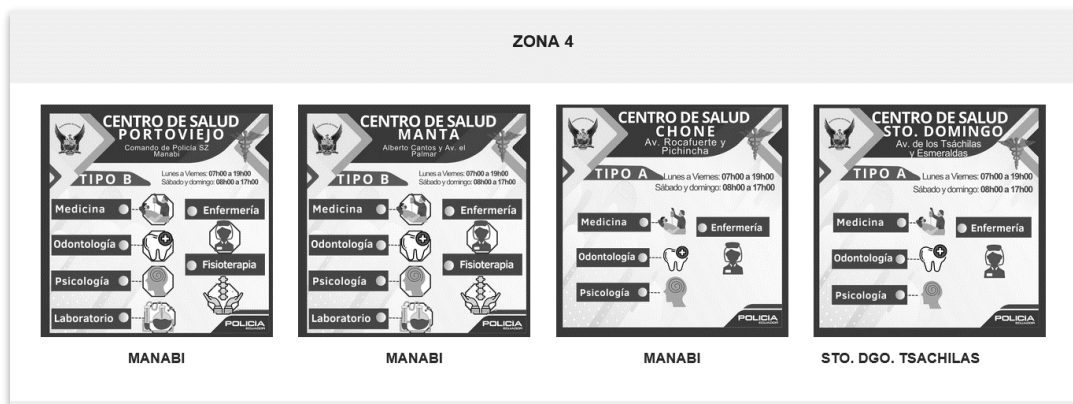 ZONA 4
CENTRO DE SALUD
PORTOVIEJO
Comando de Policía SZ
Manabí
TIPO B
Lunes a Viernes: 07h00 a 19h00
Sábado y domingo: 08h00 a 17h00
Medicina
Enfermería
Odontología
Fisioterapia
Psicología
Laboratorio
POLICIA
ECUADOR
MANABI
CENTRO DE SALUD
MANTA
Alberto Cantos y Av. el
Palmar
TIPO B
Lunes a Viernes: 07h00 a 19h00
Sábado y domingo: 08h00 a 17h00
Medicina
Enfermería
Odontología
Fisioterapia
Psicología
Laboratorio
POLICIA
ECUADOR
MANABI
CENTRO DE SALUD
CHONE
Av. Rocafuerte y
Pichincha
TIPO A
Lunes a Viernes: 07h00 a 19h00
Sábado y domingo: 08h00 a 17h00
Medicina
Enfermería
Odontología
Psicología
POLICIA
ECUADOR
MANABI
CENTRO DE SALUD
STO. DOMINGO
Av. de los Tsáchilas
y Esmeraldas
TIPO A
Lunes a Viernes: 07h00 a 19h00
Sábado y domingo: 08h00 a 17h00
Medicina
Enfermería
Odontología
Psicología
POLICIA
ECUADOR
STO. DGO. TSACHILAS